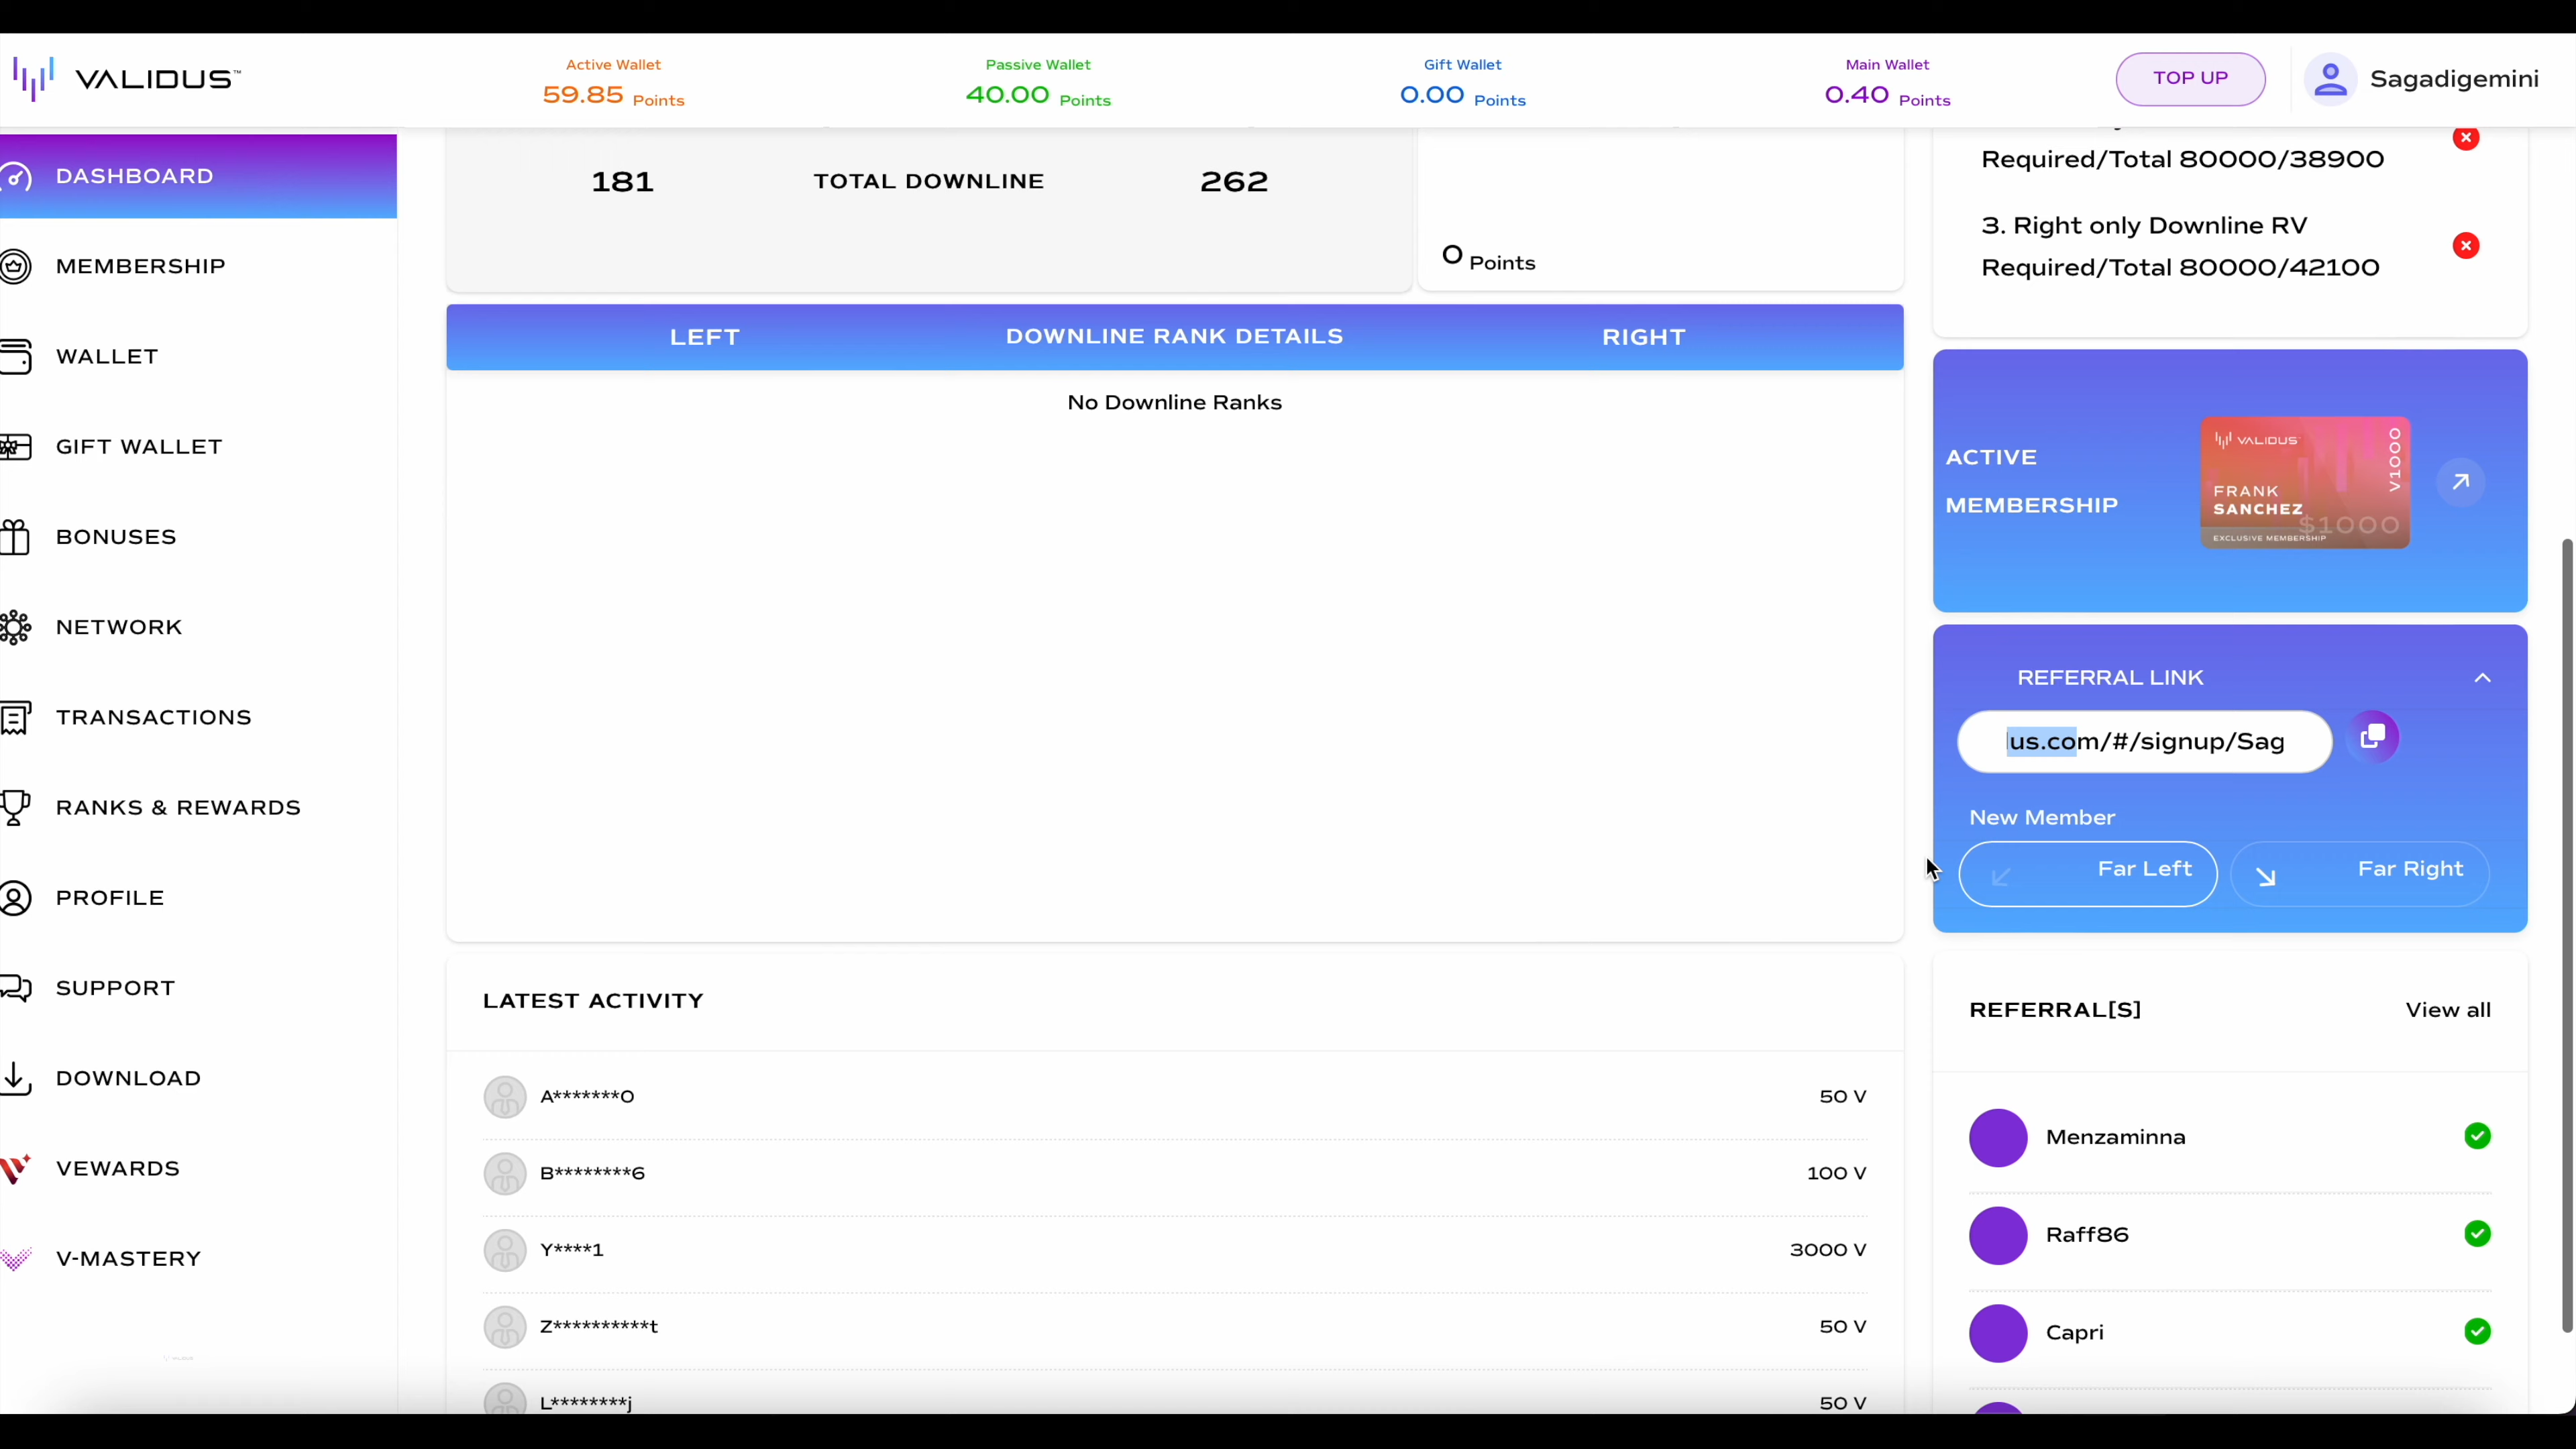 VALIDUS™
Active Wallet
59.85 Points
Passive Wallet
40.00 Points
Gift Wallet
0.00 Points
Main Wallet
0.40 Points
TOP UP
Sagadigemini
DASHBOARD
MEMBERSHIP
WALLET
GIFT WALLET
BONUSES
NETWORK
TRANSACTIONS
RANKS & REWARDS
PROFILE
SUPPORT
DOWNLOAD
VEWARDS
V-MASTERY
181 TOTAL DOWNLINE 262
0 Points
LEFT DOWNLINE RANK DETAILS RIGHT
No Downline Ranks
LATEST ACTIVITY
A*******O 50 V
B********6 100 V
Y****1 3000 V
Z**********t 50 V
L********j 50 V
Required/Total 80000/38900
3. Right only Downline RV
Required/Total 80000/42100
ACTIVE
MEMBERSHIP
VALIDUS
V1000
FRANK
SANCHEZ
$1000
EXCLUSIVE MEMBERSHIP
REFERRAL LINK
us.com/#/signup/Sag
New Member
Far Left
Far Right
REFERRAL[S] View all
Menzaminna
Raff86
Capri